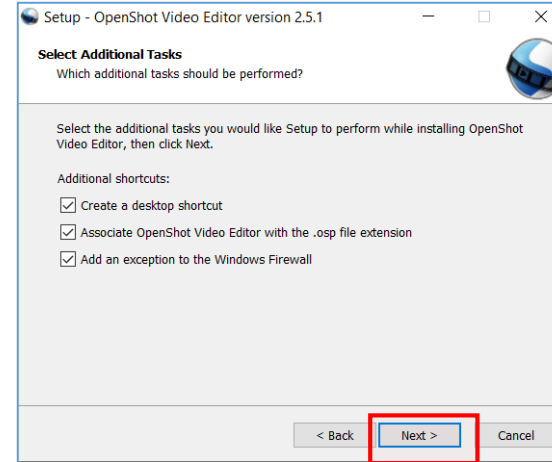 Setup - OpenShot Video Editor version 2.5.1
Select Additional Tasks
Which additional tasks should be performed?
Select the additional tasks you would like Setup to perform while installing OpenShot
Video Editor, then click Next.
Additional shortcuts:
Create a desktop shortcut
Associate OpenShot Video Editor with the .osp file extension
Add an exception to the Windows Firewall
< Back Next > Cancel